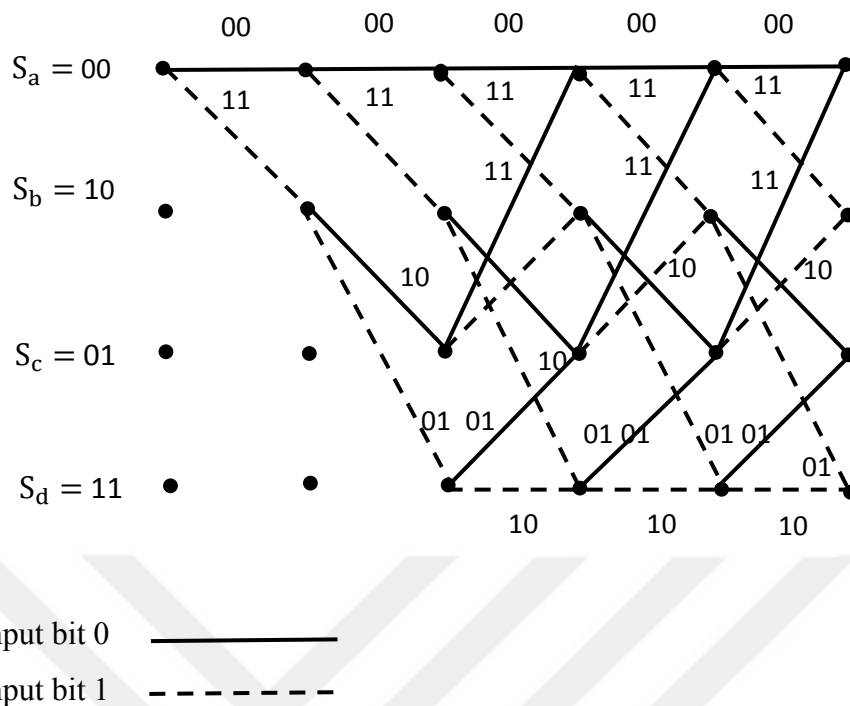 00 00 00 00 00
S_a = 00
11 11 11 11 11
S_b = 10
11 11 11
10 10 10
S_c = 01
10
01 01 01 01 01 01
01
S_d = 11
10 10 10
nput bit 0
nput bit 1